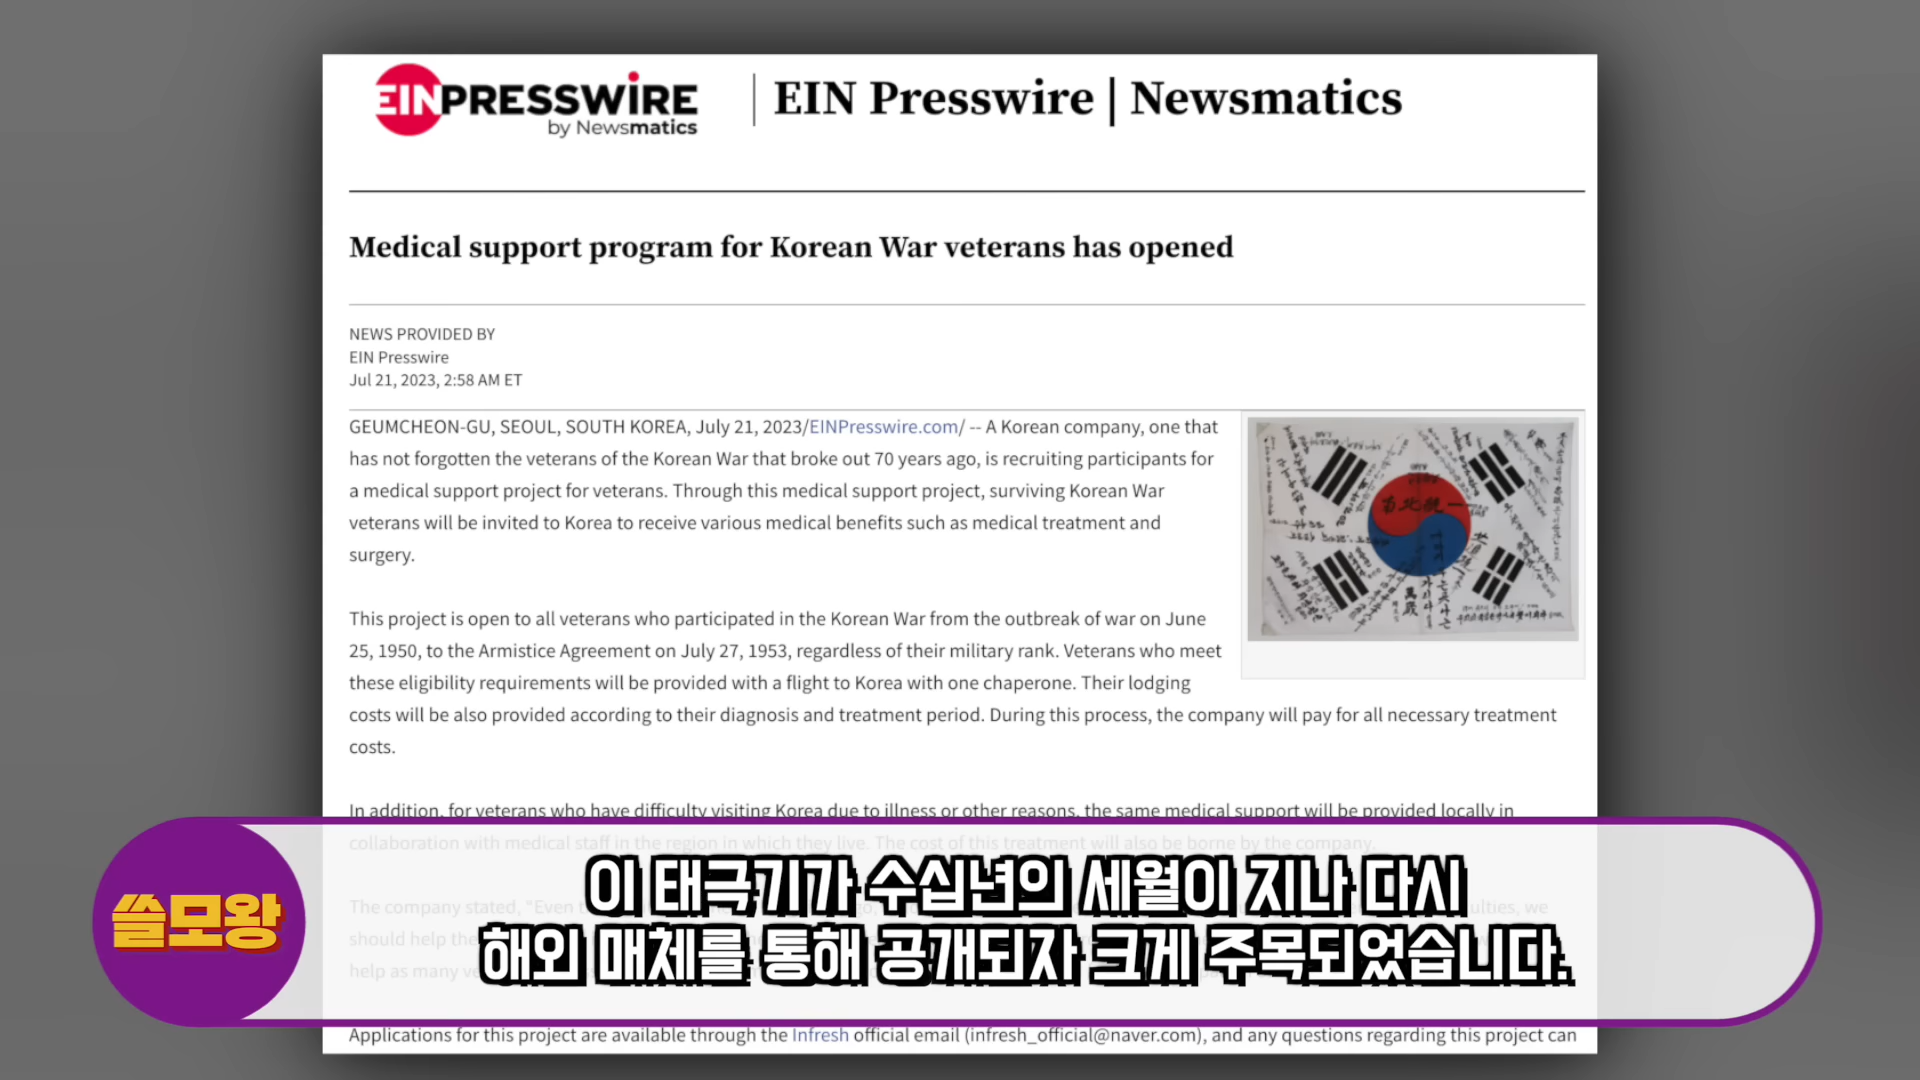 EINPRESSWIRE
by Newsmatics
EIN Presswire | Newsmatics
Medical support program for Korean War veterans has opened
NEWS PROVIDED BY
EIN Presswire
Jul 21, 2023, 2:58 AM ET
GEUMCHEON-GU, SEOUL, SOUTH KOREA, July 21, 2023/EINPresswire.com/ -- A Korean company, one that
has not forgotten the veterans of the Korean War that broke out 70 years ago, is recruiting participants for
a medical support project for veterans. Through this medical support project, surviving Korean War
veterans will be invited to Korea to receive various medical benefits such as medical treatment and
surgery.
This project is open to all veterans who participated in the Korean War from the outbreak of war on June
25, 1950, to the Armistice Agreement on July 27, 1953, regardless of their military rank. Veterans who meet
these eligibility requirements will be provided with a flight to Korea with one chaperone. Their lodging
costs will be also provided according to their diagnosis and treatment period. During this process, the company will pay for all necessary treatment
costs.
In addition, for veterans who have difficulty visiting Korea due to illness or other reasons, the same medical support will be provided locally in
collaboration with medical staff in the region in which they live. The cost of this treatment will also be borne by the company.
The company stated, "Even
should help the
help as many
쓸모왕
이 태극기가 수십년의 세월이 지나 다시
해외 매체를 통해 공개되자 크게 주목되었습니다.
Applications for this project are available through the Infresh official email (infresh_official@naver.com), and any questions regarding this project can